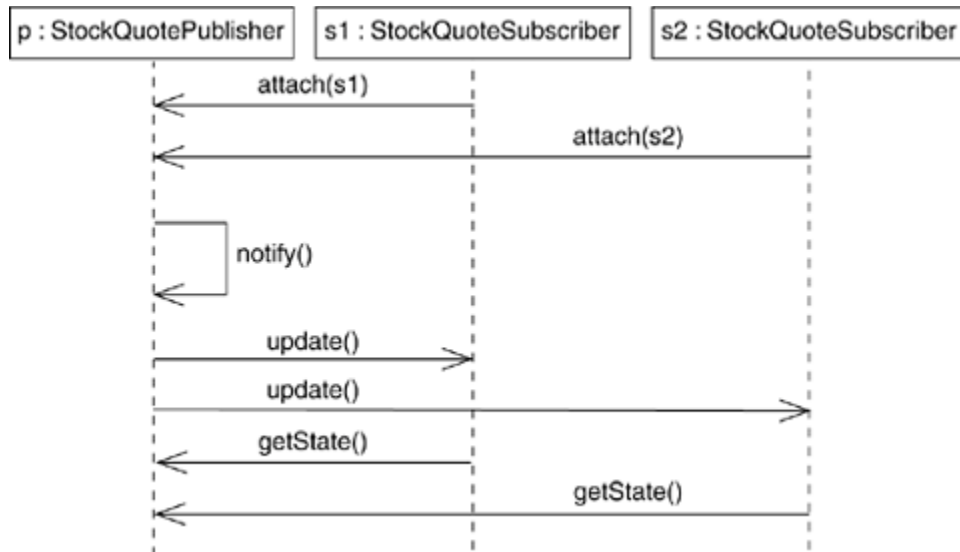 p : StockQuotePublisher
s1 : StockQuoteSubscriber
s2 : StockQuoteSubscriber
attach(s1)
attach(s2)
notify()
update()
update()
getState()
getState()